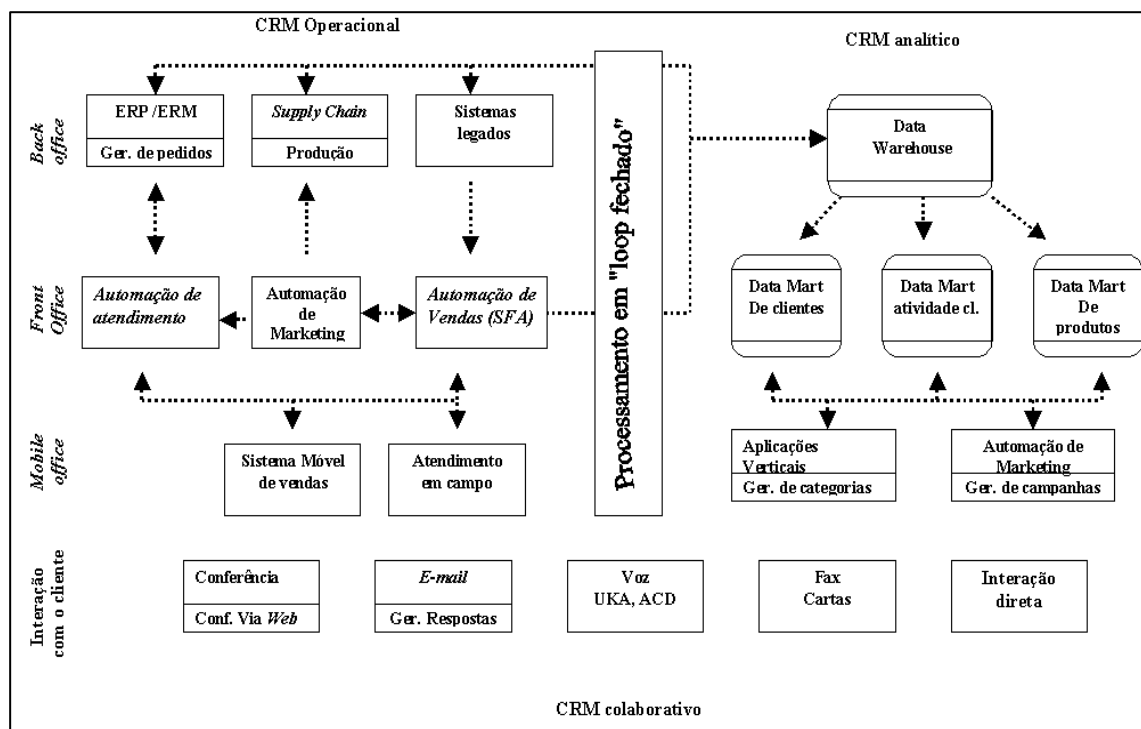 CRM Operacional
CRM analítico
Back
office
ERP /ERM
Ger. de pedidos
Supply Chain
Produção
Sistemas
legados
Processamento em "loop fechado"
Data
Warehouse
Front
Office
Automação de
atendimento
Automação
de
Marketing
Automação de
Vendas (SFA)
Data Mart
De clientes
Data Mart
atividade cl.
Data Mart
De
produtos
Mobile
office
Sistema Móvel
de vendas
Atendimento
em campo
Aplicações
Verticais
Ger. de categorias
Automação de
Marketing
Ger. de campanhas
Interação
com o cliente
Conferência
Conf. Via Web
E-mail
Ger. Respostas
Voz
UKA, ACD
Fax
Cartas
Interação
direta
CRM colaborativo